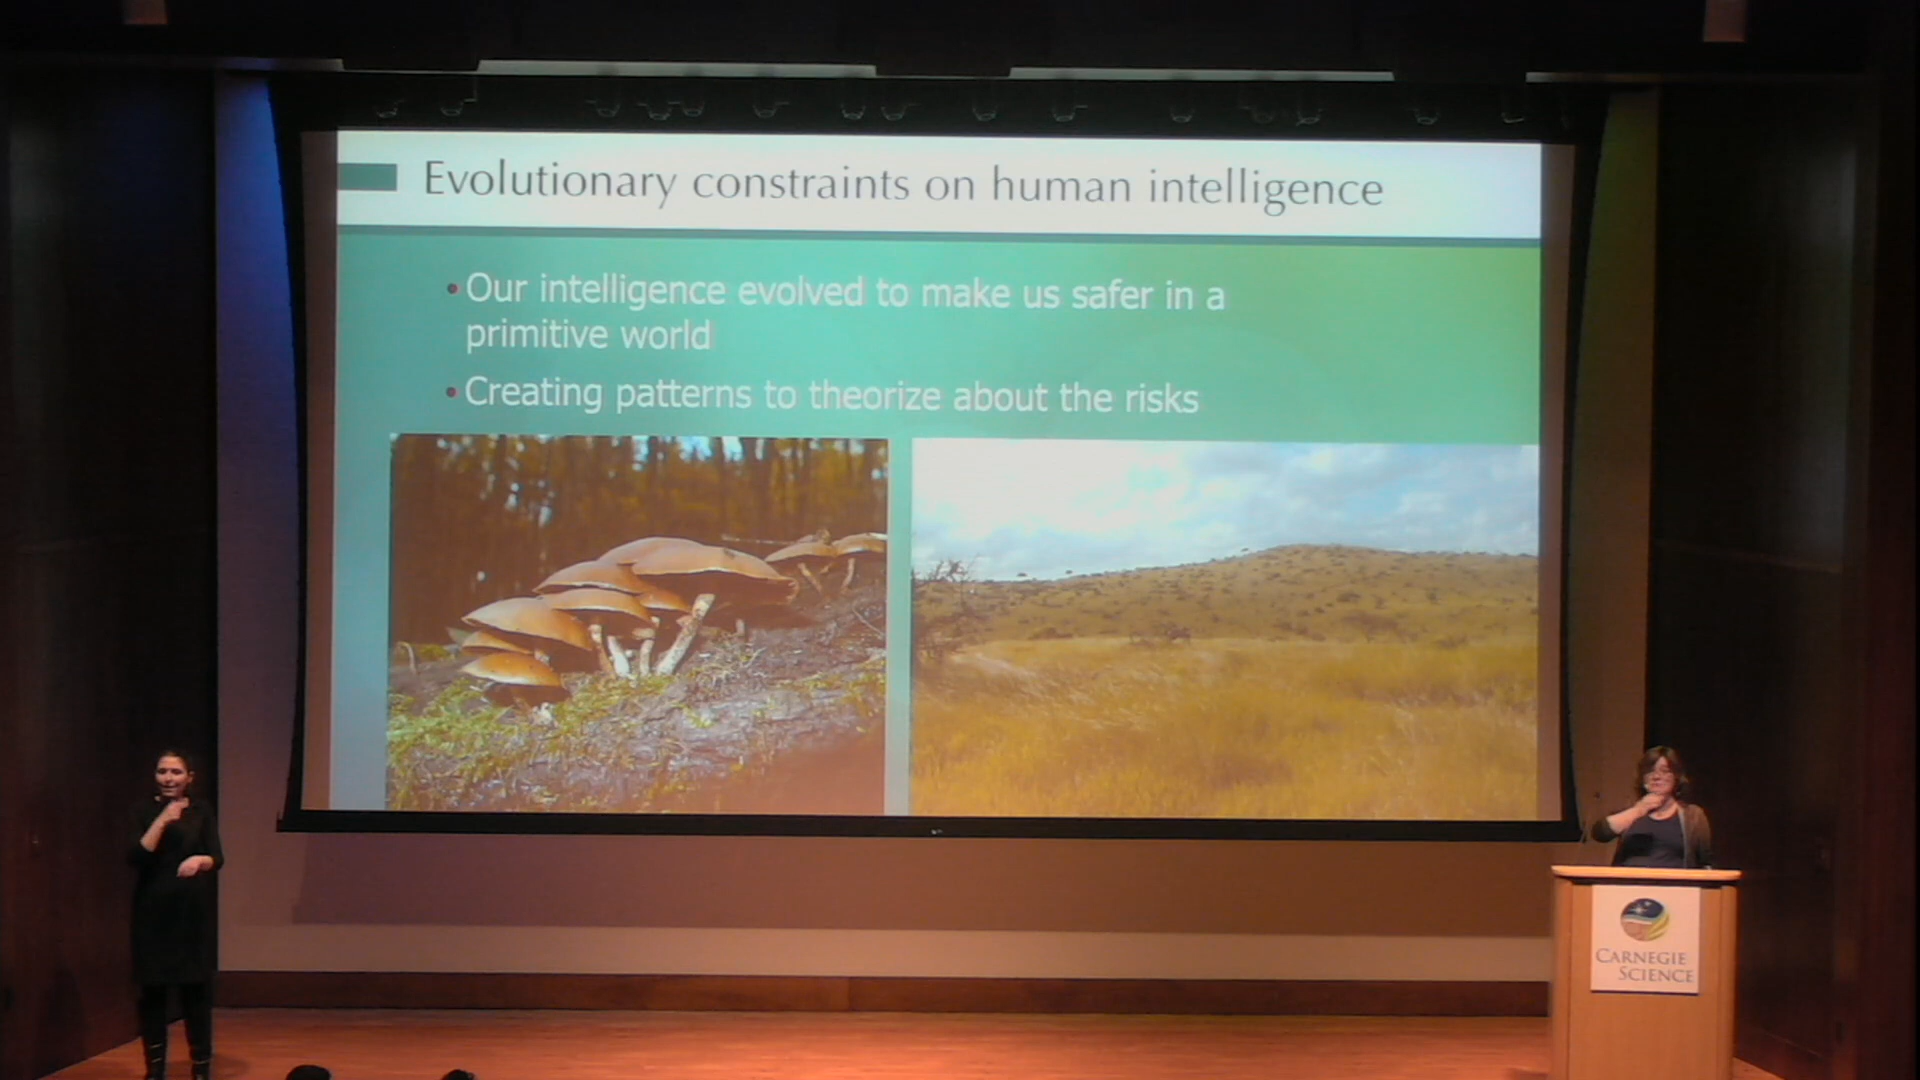 Evolutionary constraints on human intelligence
• Our intelligence evolved to make us safer in a
primitive world
• Creating patterns to theorize about the risks
CARNEGIE
SCIENCE